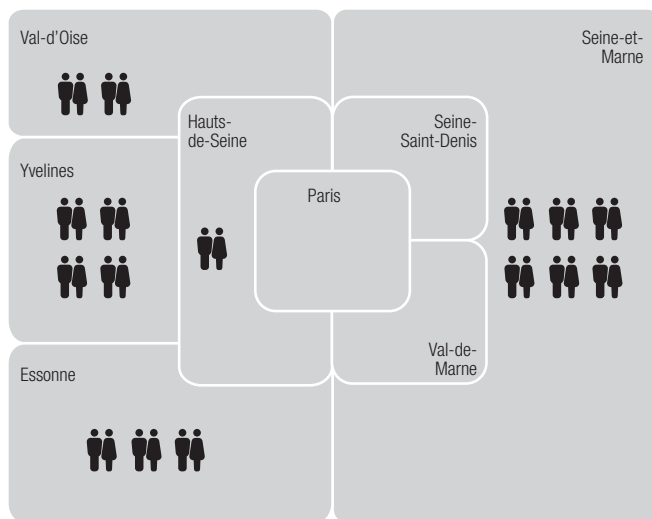 Val-d'Oise
Seine-et-
Marne
Hauts-
de-Seine
Seine-
Saint-Denis
Yvelines
Paris
Val-de-
Marne
Essonne